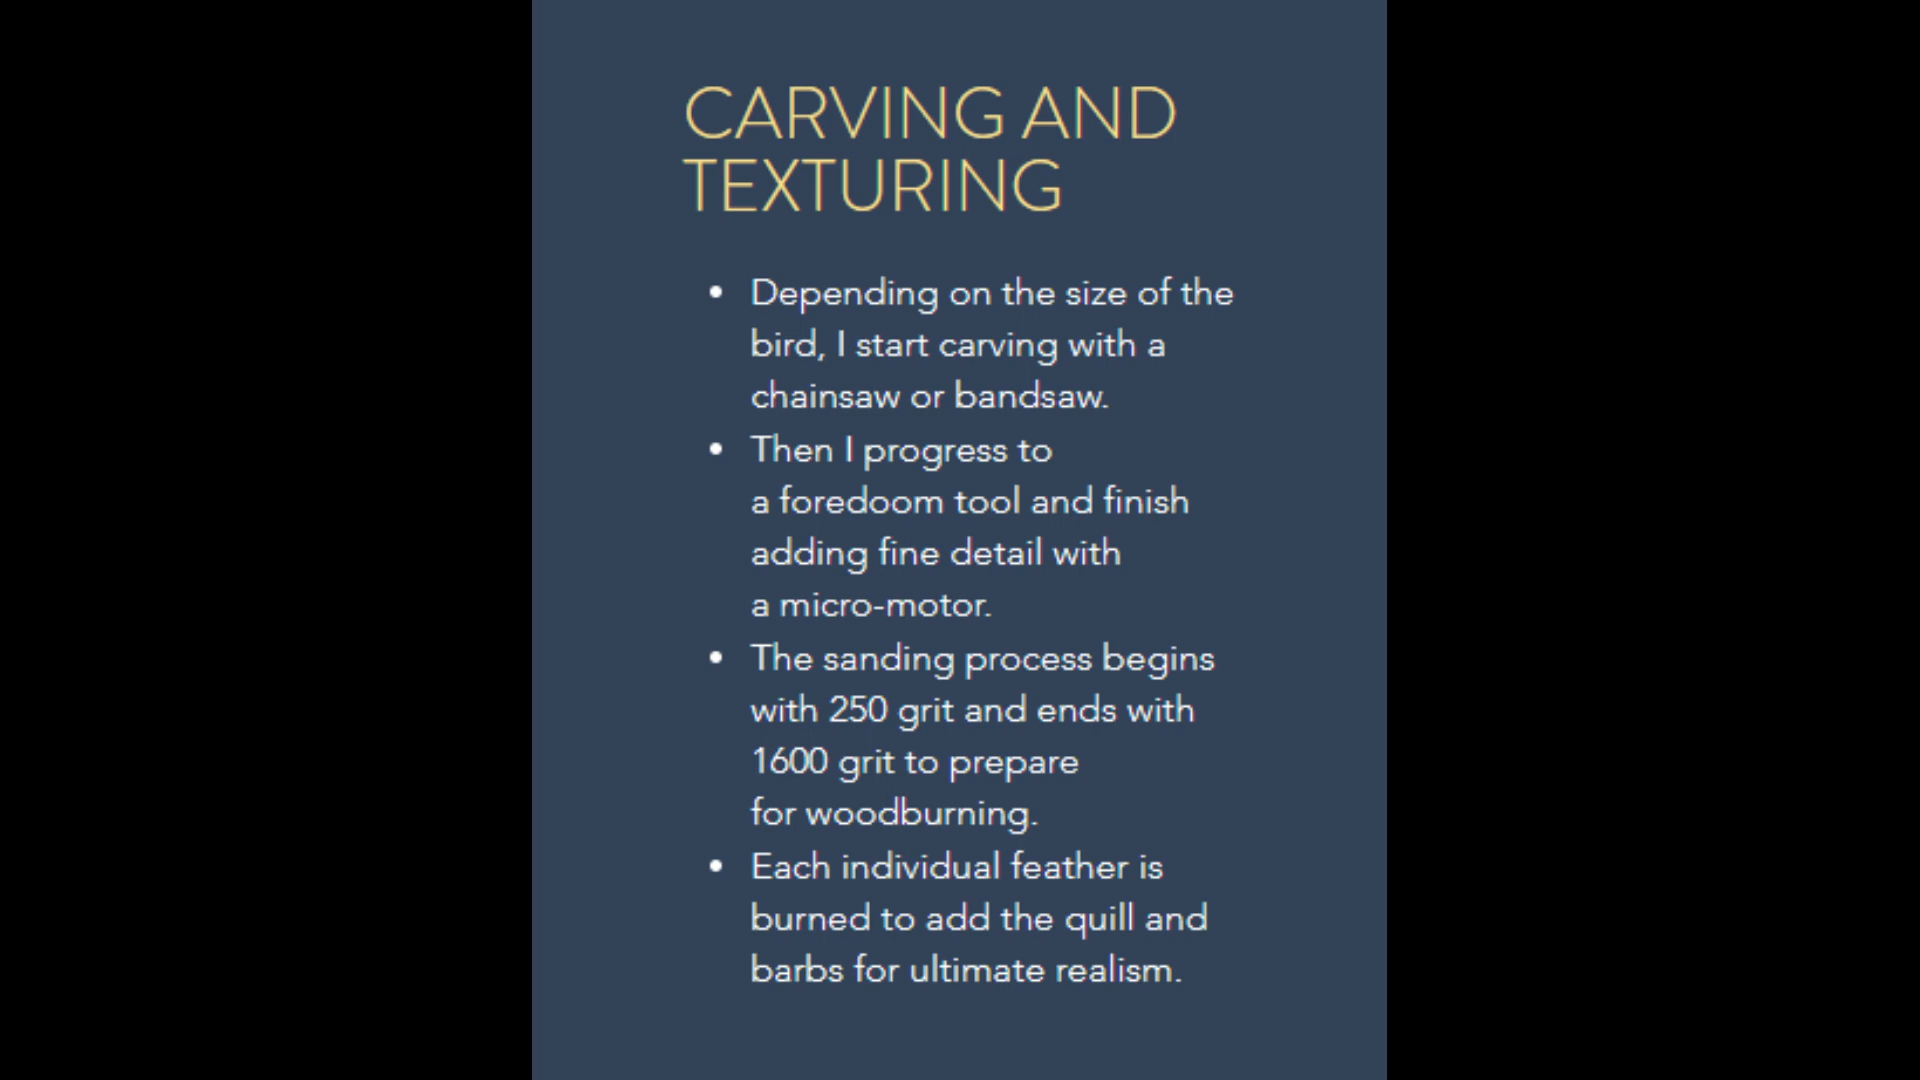 CARVING AND
TEXTURING
• Depending on the size of the
bird, I start carving with a
chainsaw or bandsaw.
• Then I progress to
a foredoom tool and finish
adding fine detail with
a micro-motor.
• The sanding process begins
with 250 grit and ends with
1600 grit to prepare
for woodburning.
• Each individual feather is
burned to add the quill and
barbs for ultimate realism.